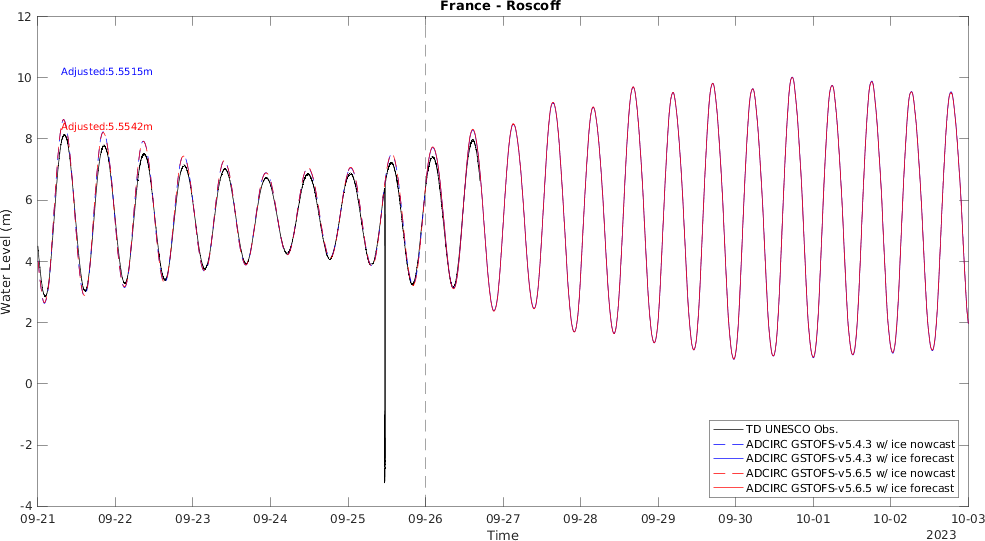 France - Roscoff
12
10
8
6
4
2
0
-2
-4
Water Level (m)
Adjusted:5.5515m
Adjusted:5.5542m
TD UNESCO Obs.
ADCIRC GSTOFS-v5.4.3 w/ ice nowcast
ADCIRC GSTOFS-v5.4.3 w/ ice forecast
ADCIRC GSTOFS-v5.6.5 w/ ice nowcast
ADCIRC GSTOFS-v5.6.5 w/ ice forecast
09-21 09-22 09-23 09-24 09-25 09-26 09-27 09-28 09-29 09-30 10-01 10-02 10-03
Time
2023